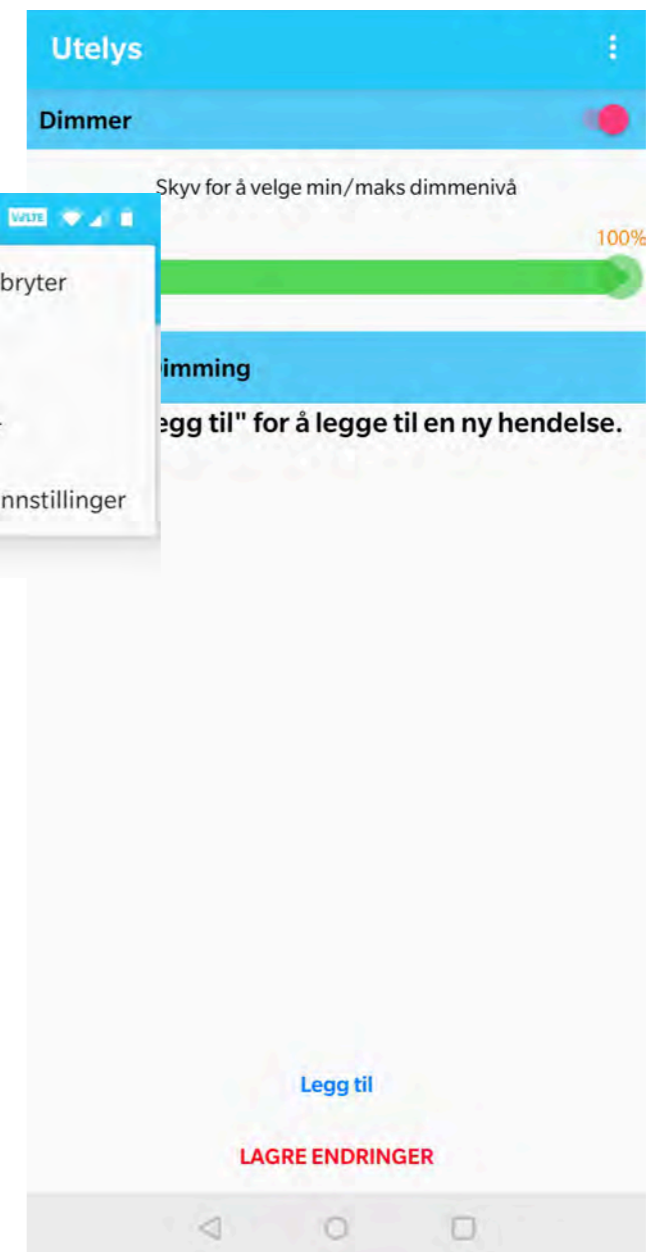 Utelys
Dimmer
Skyv for å velge min/maks dimmenivå
VoLTE
100%
bryter
imming
egg til" for å legge til en ny hendelse.
nnstillinger
Legg til
LAGRE ENDRINGER